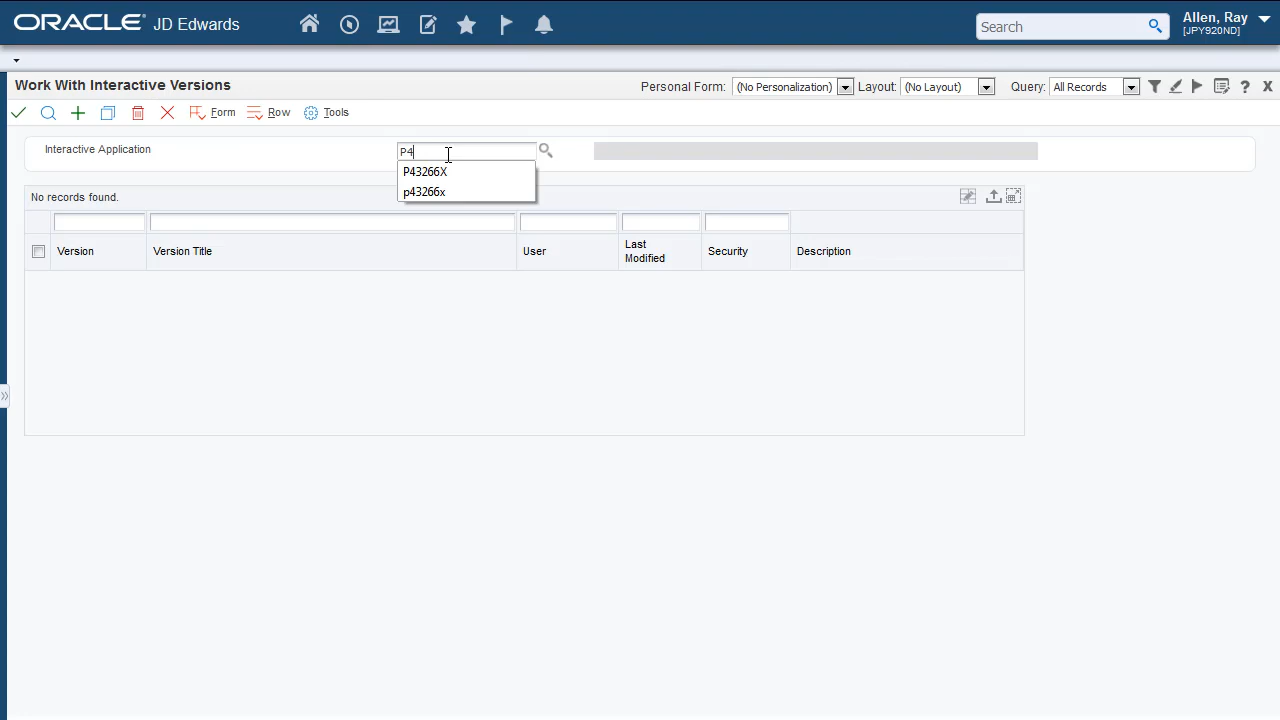 ORACLE JD Edwards
Search
Allen, Ray
[JPY920ND]
Work With Interactive Versions
Personal Form: (No Personalization) Layout: (No Layout) Query: All Records
Form Row Tools
Interactive Application P4
P43266X
p43266x
No records found.
Version Version Title User Last Modified Security Description